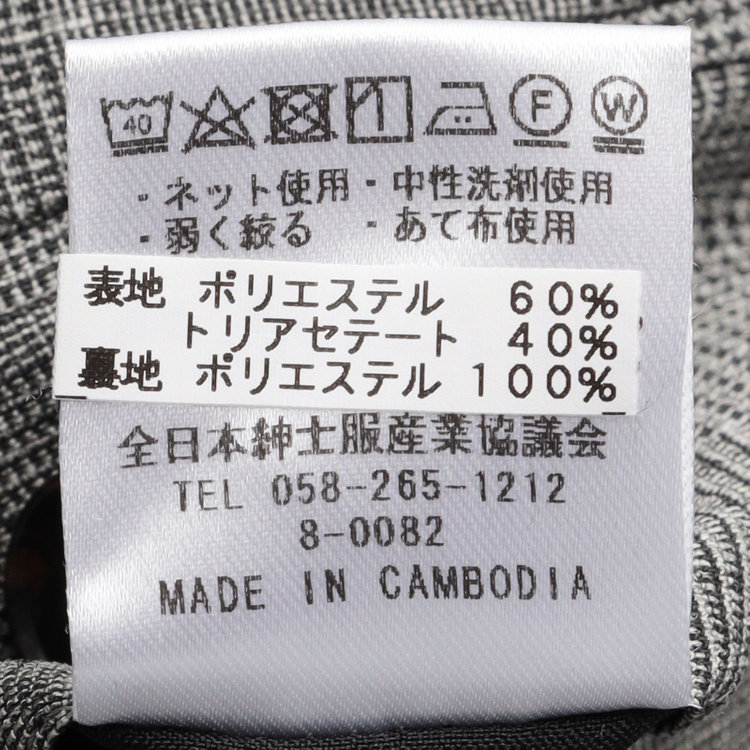 40 F W
・ネット使用・中性洗剤使用
・弱く絞る ・あて布使用
表地 ポリエステル 60%
トリアセテート 40%
裏地 ポリエステル 100%
全日本紳士服産業協議会
TEL 058-265-1212
8-0082
MADE IN CAMBODIA